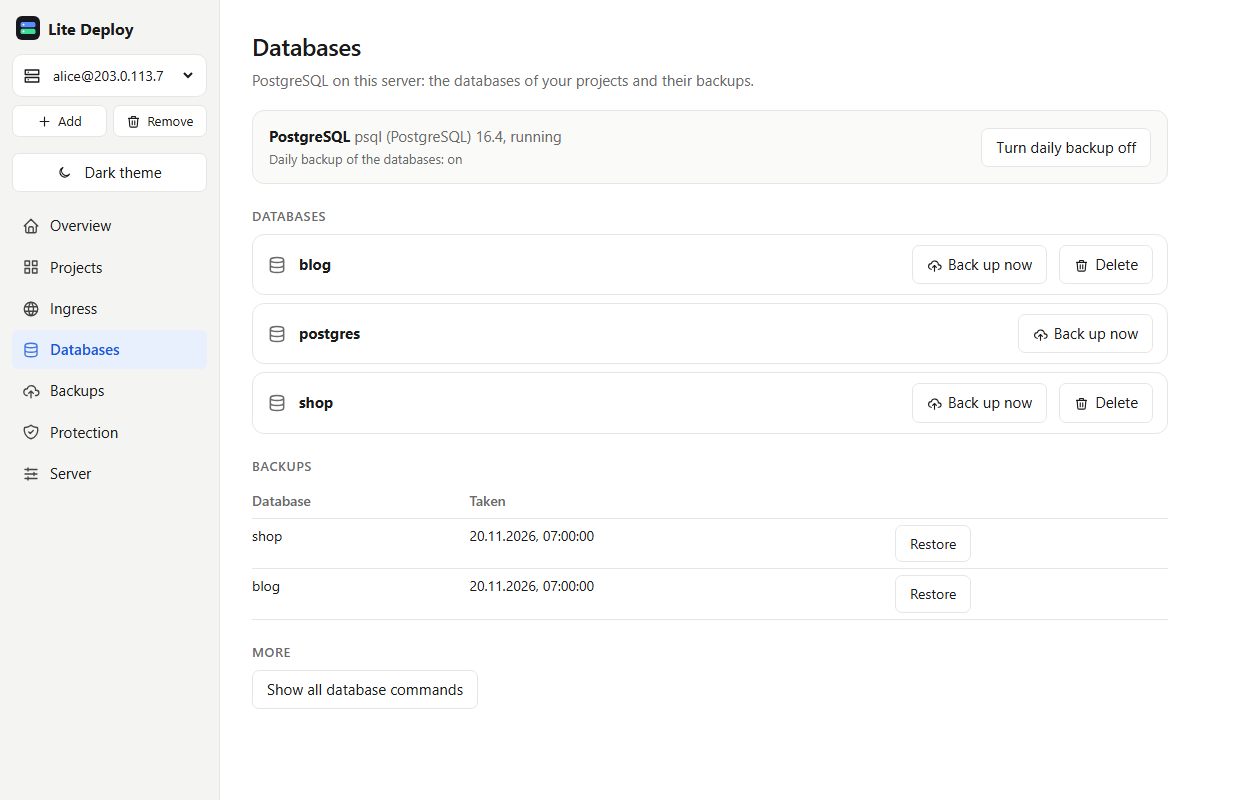 Lite Deploy
alice@203.0.113.7
Add
Remove
Dark theme
Overview
Projects
Ingress
Databases
Backups
Protection
Server
Databases
PostgreSQL on this server: the databases of your projects and their backups.
PostgreSQL psql (PostgreSQL) 16.4, running
Daily backup of the databases: on
Turn daily backup off
DATABASES
blog Back up now Delete
postgres Back up now
shop Back up now Delete
BACKUPS
Database Taken
shop 20.11.2026, 07:00:00 Restore
blog 20.11.2026, 07:00:00 Restore
MORE
Show all database commands